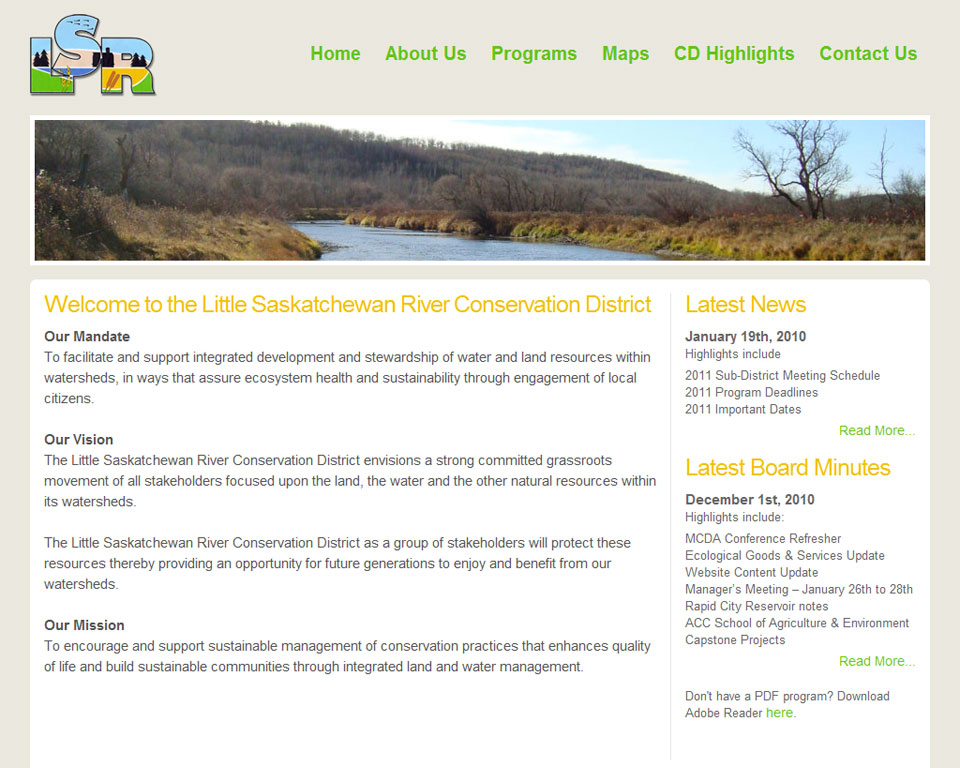 LSR
Home About Us Programs Maps CD Highlights Contact Us
Welcome to the Little Saskatchewan River Conservation District
Our Mandate
To facilitate and support integrated development and stewardship of water and land resources within
watersheds, in ways that assure ecosystem health and sustainability through engagement of local
citizens.
Our Vision
The Little Saskatchewan River Conservation District envisions a strong committed grassroots
movement of all stakeholders focused upon the land, the water and the other natural resources within
its watersheds.
The Little Saskatchewan River Conservation District as a group of stakeholders will protect these
resources thereby providing an opportunity for future generations to enjoy and benefit from our
watersheds.
Our Mission
To encourage and support sustainable management of conservation practices that enhances quality
of life and build sustainable communities through integrated land and water management.
Latest News
January 19th, 2010
Highlights include
2011 Sub-District Meeting Schedule
2011 Program Deadlines
2011 Important Dates
Read More...
Latest Board Minutes
December 1st, 2010
Highlights include:
MCDA Conference Refresher
Ecological Goods & Services Update
Website Content Update
Manager's Meeting – January 26th to 28th
Rapid City Reservoir notes
ACC School of Agriculture & Environment
Capstone Projects
Read More...
Don't have a PDF program? Download
Adobe Reader here.